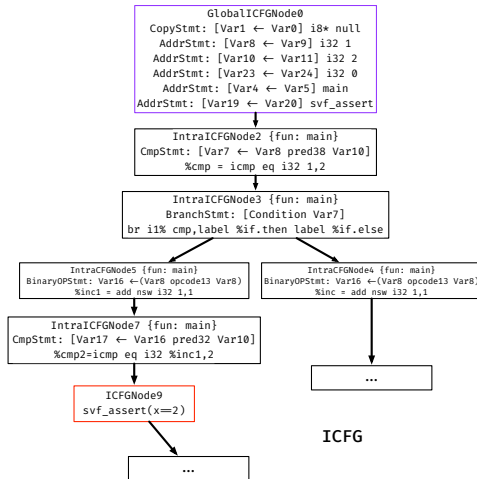 GlobalICFGNode0
CopyStmt: [Var1 ← Var0] i8* null
AddrStmt: [Var8 ← Var9] i32 1
AddrStmt: [Var10 ← Var11] i32 2
AddrStmt: [Var23 ← Var24] i32 0
AddrStmt: [Var4 ← Var5] main
AddrStmt: [Var19 ← Var20] svf_assert
IntraICFGNode2 {fun: main}
CmpStmt: [Var7 ← Var8 pred38 Var10]
%cmp = icmp eq i32 1,2
IntraICFGNode3 {fun: main}
BranchStmt: [Condition Var7]
br i1% cmp,label %if.then label %if.else
IntraCFGNode5 {fun: main}
BinaryOPStmt: Var16 ←(Var8 opcode13 Var8)
%inc1 = add nsw i32 1,1
IntraCFGNode4 {fun: main}
BinaryOPStmt: Var16 ←(Var8 opcode13 Var8)
%inc = add nsw i32 1,1
IntraICFGNode7 {fun: main}
CmpStmt: [Var17 ← Var16 pred32 Var10]
%cmp2=icmp eq i32 %inc1,2
...
ICFGNode9
svf_assert(x==2)
ICFG
...